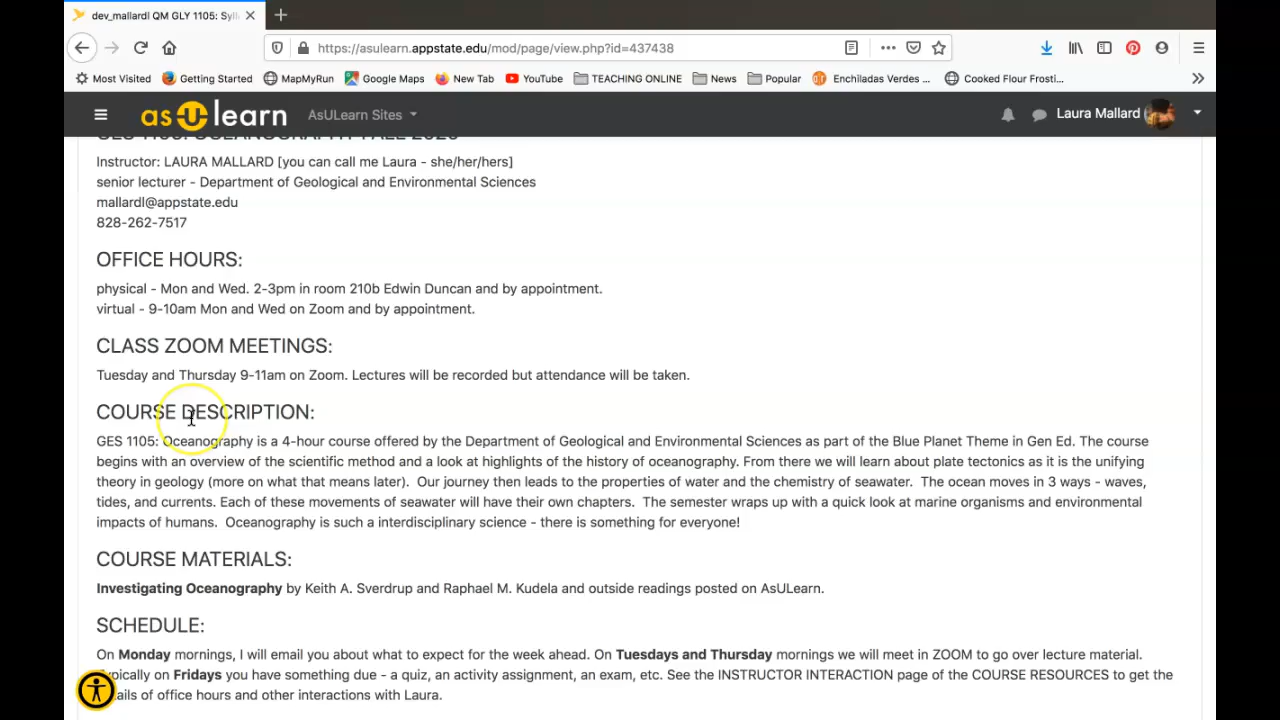 dev_mallardl QM GLY 1105: Syll
https://asulearn.appstate.edu/mod/page/view.php?id=437438
Most Visited Getting Started MapMyRun Google Maps New Tab YouTube TEACHING ONLINE News Popular Enchiladas Verdes ... Cooked Flour Frosti...
asUlearn AsULearn Sites Laura Mallard
Instructor: LAURA MALLARD [you can call me Laura - she/her/hers]
senior lecturer - Department of Geological and Environmental Sciences
mallardl@appstate.edu
828-262-7517
OFFICE HOURS:
physical - Mon and Wed. 2-3pm in room 210b Edwin Duncan and by appointment.
virtual - 9-10am Mon and Wed on Zoom and by appointment.
CLASS ZOOM MEETINGS:
Tuesday and Thursday 9-11am on Zoom. Lectures will be recorded but attendance will be taken.
COURSE DESCRIPTION:
GES 1105: Oceanography is a 4-hour course offered by the Department of Geological and Environmental Sciences as part of the Blue Planet Theme in Gen Ed. The course
begins with an overview of the scientific method and a look at highlights of the history of oceanography. From there we will learn about plate tectonics as it is the unifying
theory in geology (more on what that means later). Our journey then leads to the properties of water and the chemistry of seawater. The ocean moves in 3 ways - waves,
tides, and currents. Each of these movements of seawater will have their own chapters. The semester wraps up with a quick look at marine organisms and environmental
impacts of humans. Oceanography is such a interdisciplinary science - there is something for everyone!
COURSE MATERIALS:
Investigating Oceanography by Keith A. Sverdrup and Raphael M. Kudela and outside readings posted on AsULearn.
SCHEDULE:
On Monday mornings, I will email you about what to expect for the week ahead. On Tuesdays and Thursday mornings we will meet in ZOOM to go over lecture material.
ypically on Fridays you have something due - a quiz, an activity assignment, an exam, etc. See the INSTRUCTOR INTERACTION page of the COURSE RESOURCES to get the
ails of office hours and other interactions with Laura.